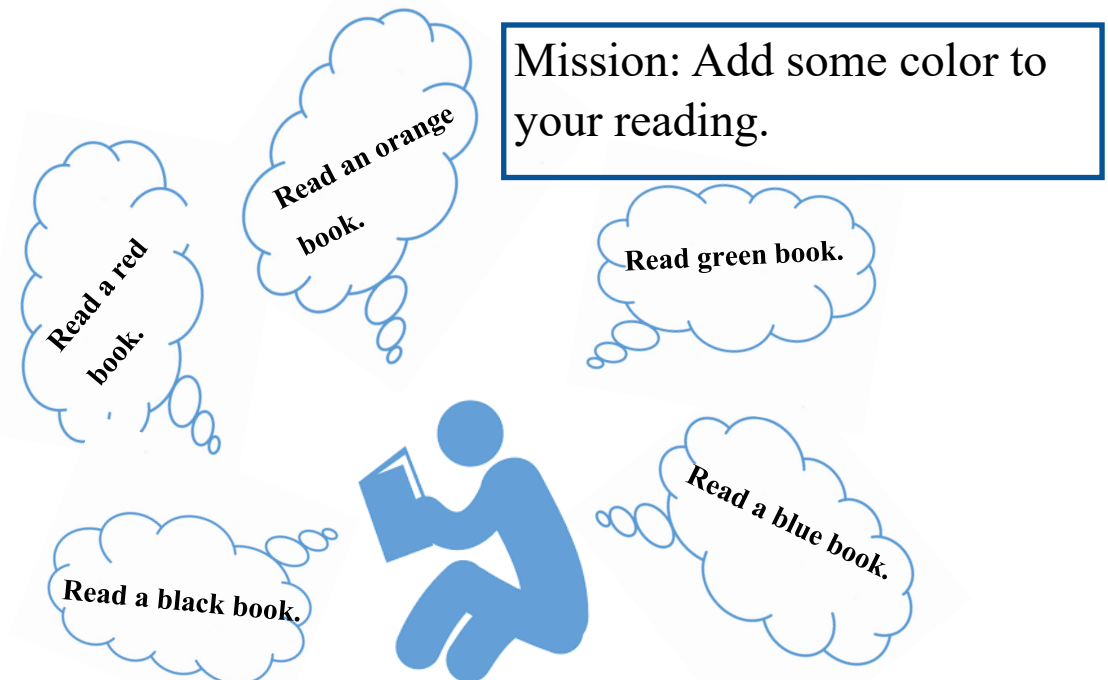 Mission: Add some color to
your reading.
Read an orange
book.
Read a red
book.
Read green book.
Read a blue book.
Read a black book.